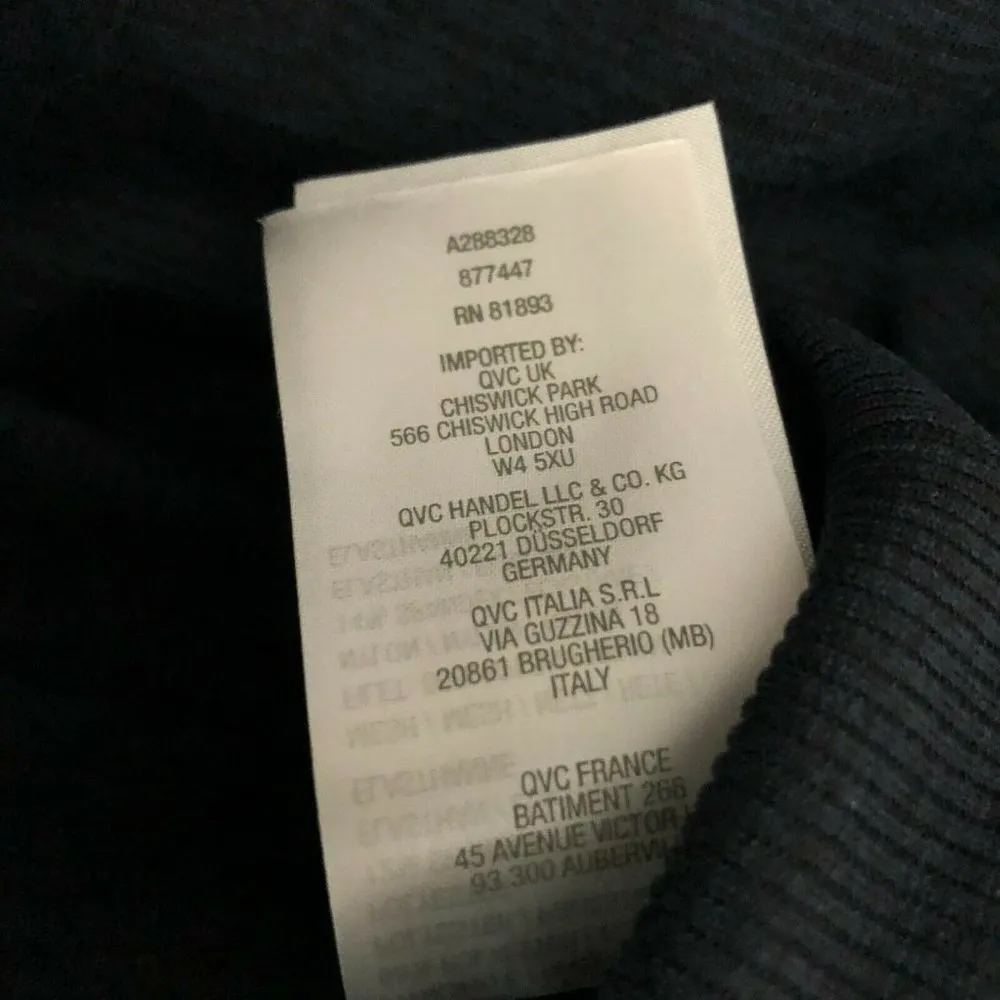 A288328
877447
RN 81893
IMPORTED BY:
QVC UK
CHISWICK PARK
566 CHISWICK HIGH ROAD
LONDON
W4 5XU
QVC HANDEL LLC & CO. KG
PLOCKSTR. 30
40221 DÜSSELDORF
GERMANY
QVC ITALIA S.R.L
VIA GUZZINA 18
20861 BRUGHERIO (MB)
ITALY
QVC FRANCE
BATIMENT 266
45 AVENUE VICTOR
93 300